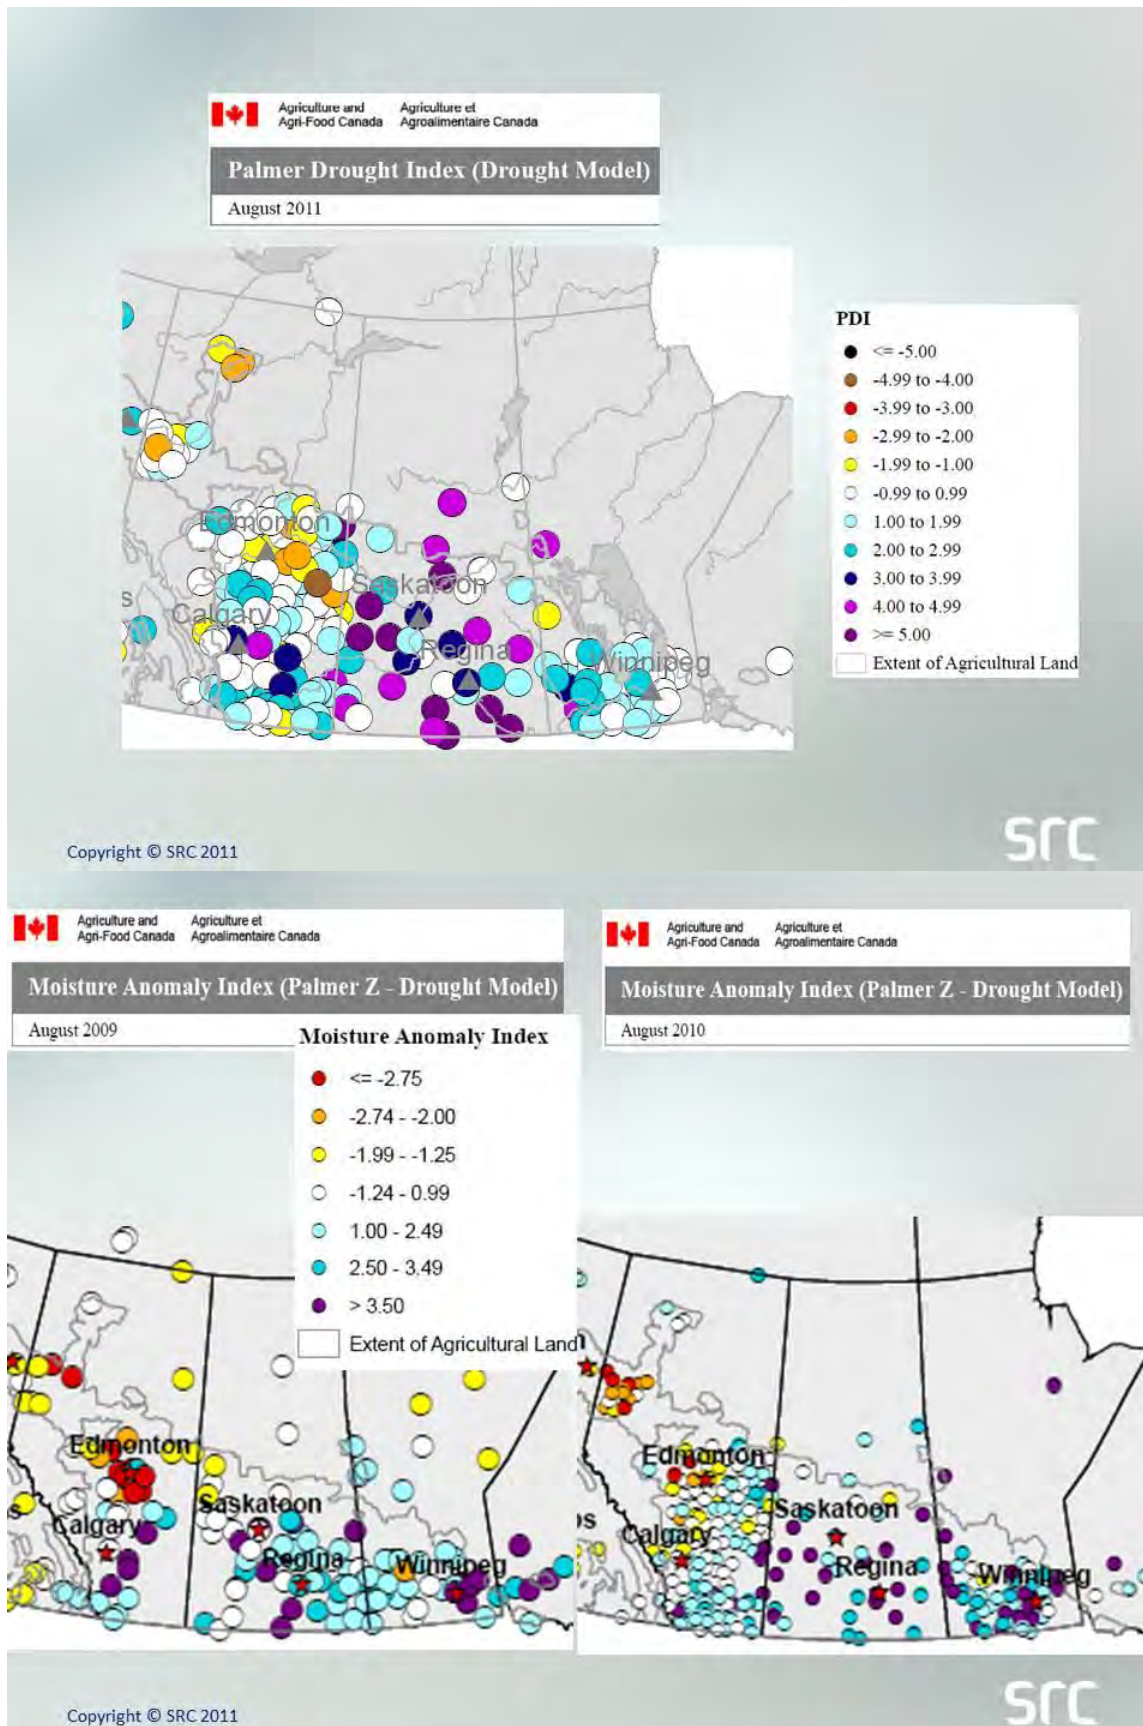 Agriculture and Agriculture et
Agri-Food Canada Agroalimentaire Canada
Palmer Drought Index (Drought Model)
August 2011
PDI
<= -5.00
-4.99 to -4.00
-3.99 to -3.00
-2.99 to -2.00
-1.99 to -1.00
-0.99 to 0.99
1.00 to 1.99
2.00 to 2.99
3.00 to 3.99
4.00 to 4.99
>= 5.00
Extent of Agricultural Land
Edmonton
Saskatoon
s
Calgary
Regina
Winnipeg
Copyright © SRC 2011
src
Agriculture and Agriculture et
Agri-Food Canada Agroalimentaire Canada
Moisture Anomaly Index (Palmer Z - Drought Model)
August 2009
Moisture Anomaly Index
<= -2.75
-2.74 - -2.00
-1.99 - -1.25
-1.24 - 0.99
1.00 - 2.49
2.50 - 3.49
> 3.50
Extent of Agricultural Land
Edmonton
Saskatoon
s
Calgary
Regina
Winnipeg
Agriculture and Agriculture et
Agri-Food Canada Agroalimentaire Canada
Moisture Anomaly Index (Palmer Z - Drought Model)
August 2010
n
Edmonton
Saskatoon
os
Calgary
Regina
Winnipeg
Copyright © SRC 2011
src